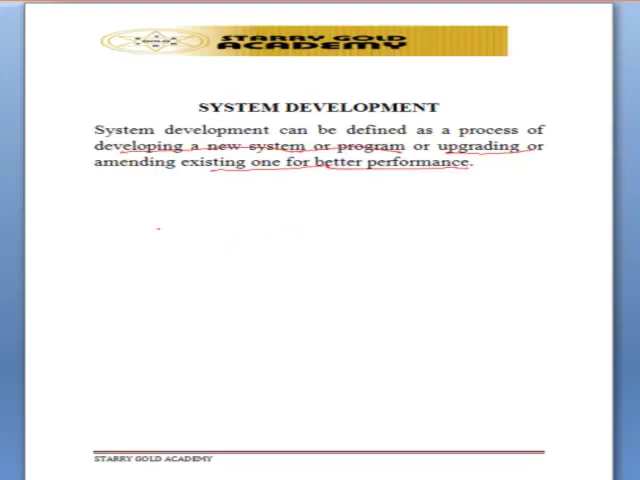 STARRY GOLD
ACADEMY
SYSTEM DEVELOPMENT
System development can be defined as a process of
developing a new system or program or upgrading or
amending existing one for better performance.
STARRY GOLD ACADEMY